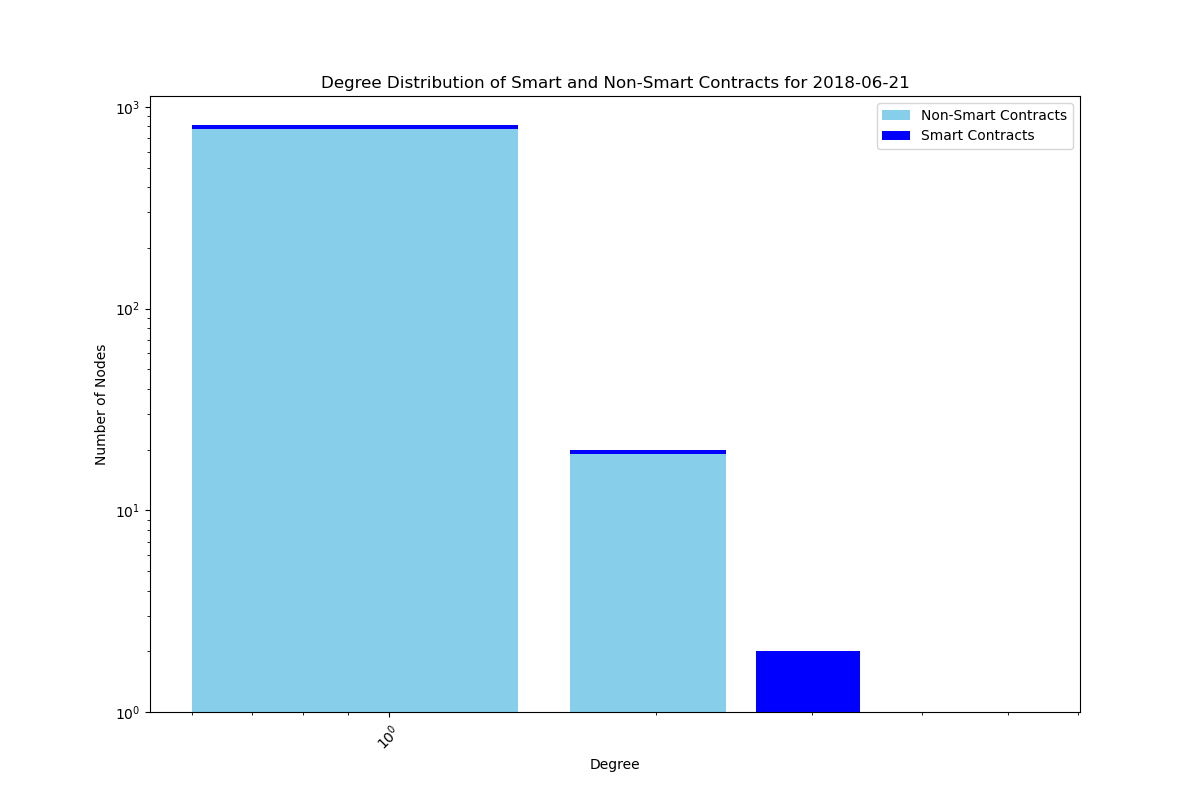 Degree Distribution of Smart and Non-Smart Contracts for 2018-06-21
Non-Smart Contracts
Smart Contracts
Number of Nodes
10³
10²
10¹
10⁰
10⁰
Degree